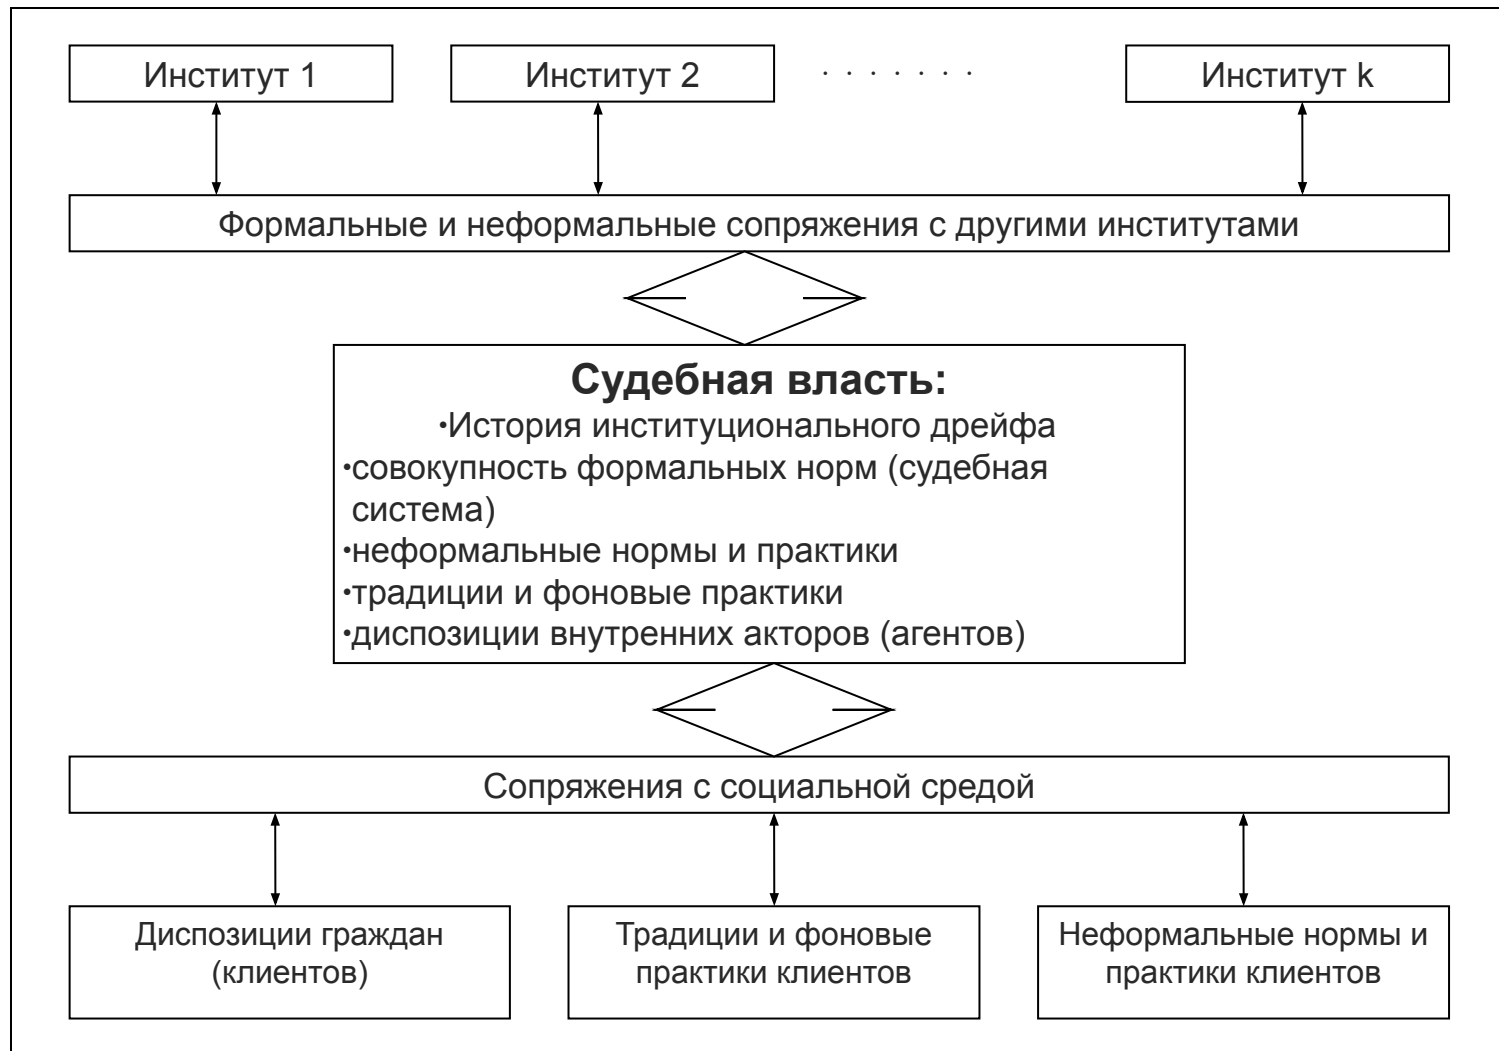 Институт 1
Институт 2
. . . . . . .
Институт k
Формальные и неформальные сопряжения с другими институтами
Судебная власть:
•История институционального дрейфа
•совокупность формальных норм (судебная
система)
•неформальные нормы и практики
•традиции и фоновые практики
•диспозиции внутренних акторов (агентов)
Сопряжения с социальной средой
Диспозиции граждан
(клиентов)
Традиции и фоновые
практики клиентов
Неформальные нормы и
практики клиентов